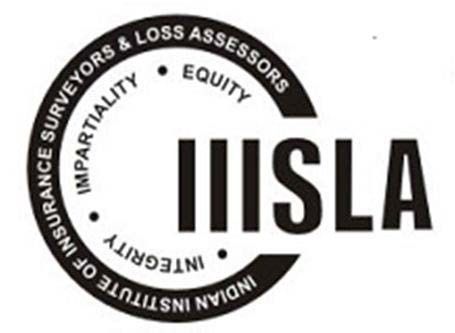 INDIAN INSTITUTE OF INSURANCE SURVEYORS & LOSS ASSESSORS
INTEGRITY • IMPARTIALITY • EQUITY
IIISLA